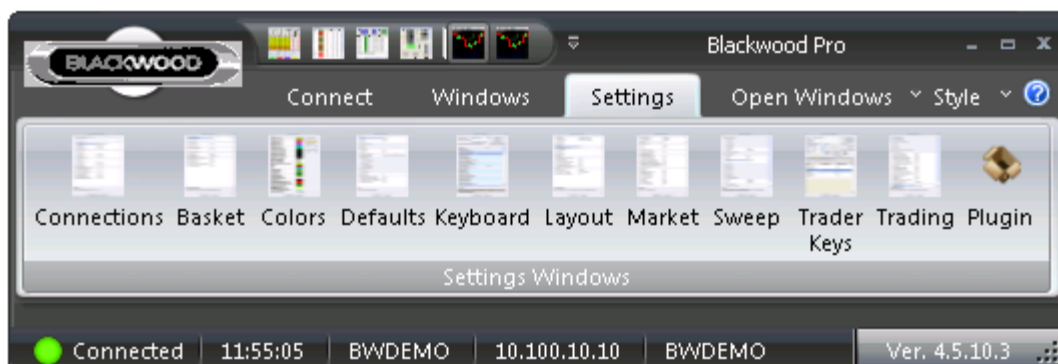 BLACKWOOD
Blackwood Pro
Connect Windows Settings Open Windows Style
Connections Basket Colors Defaults Keyboard Layout Market Sweep Trader Keys Trading Plugin
Settings Windows
Connected 11:55:05 BWDEMO 10.100.10.10 BWDEMO Ver. 4.5.10.3